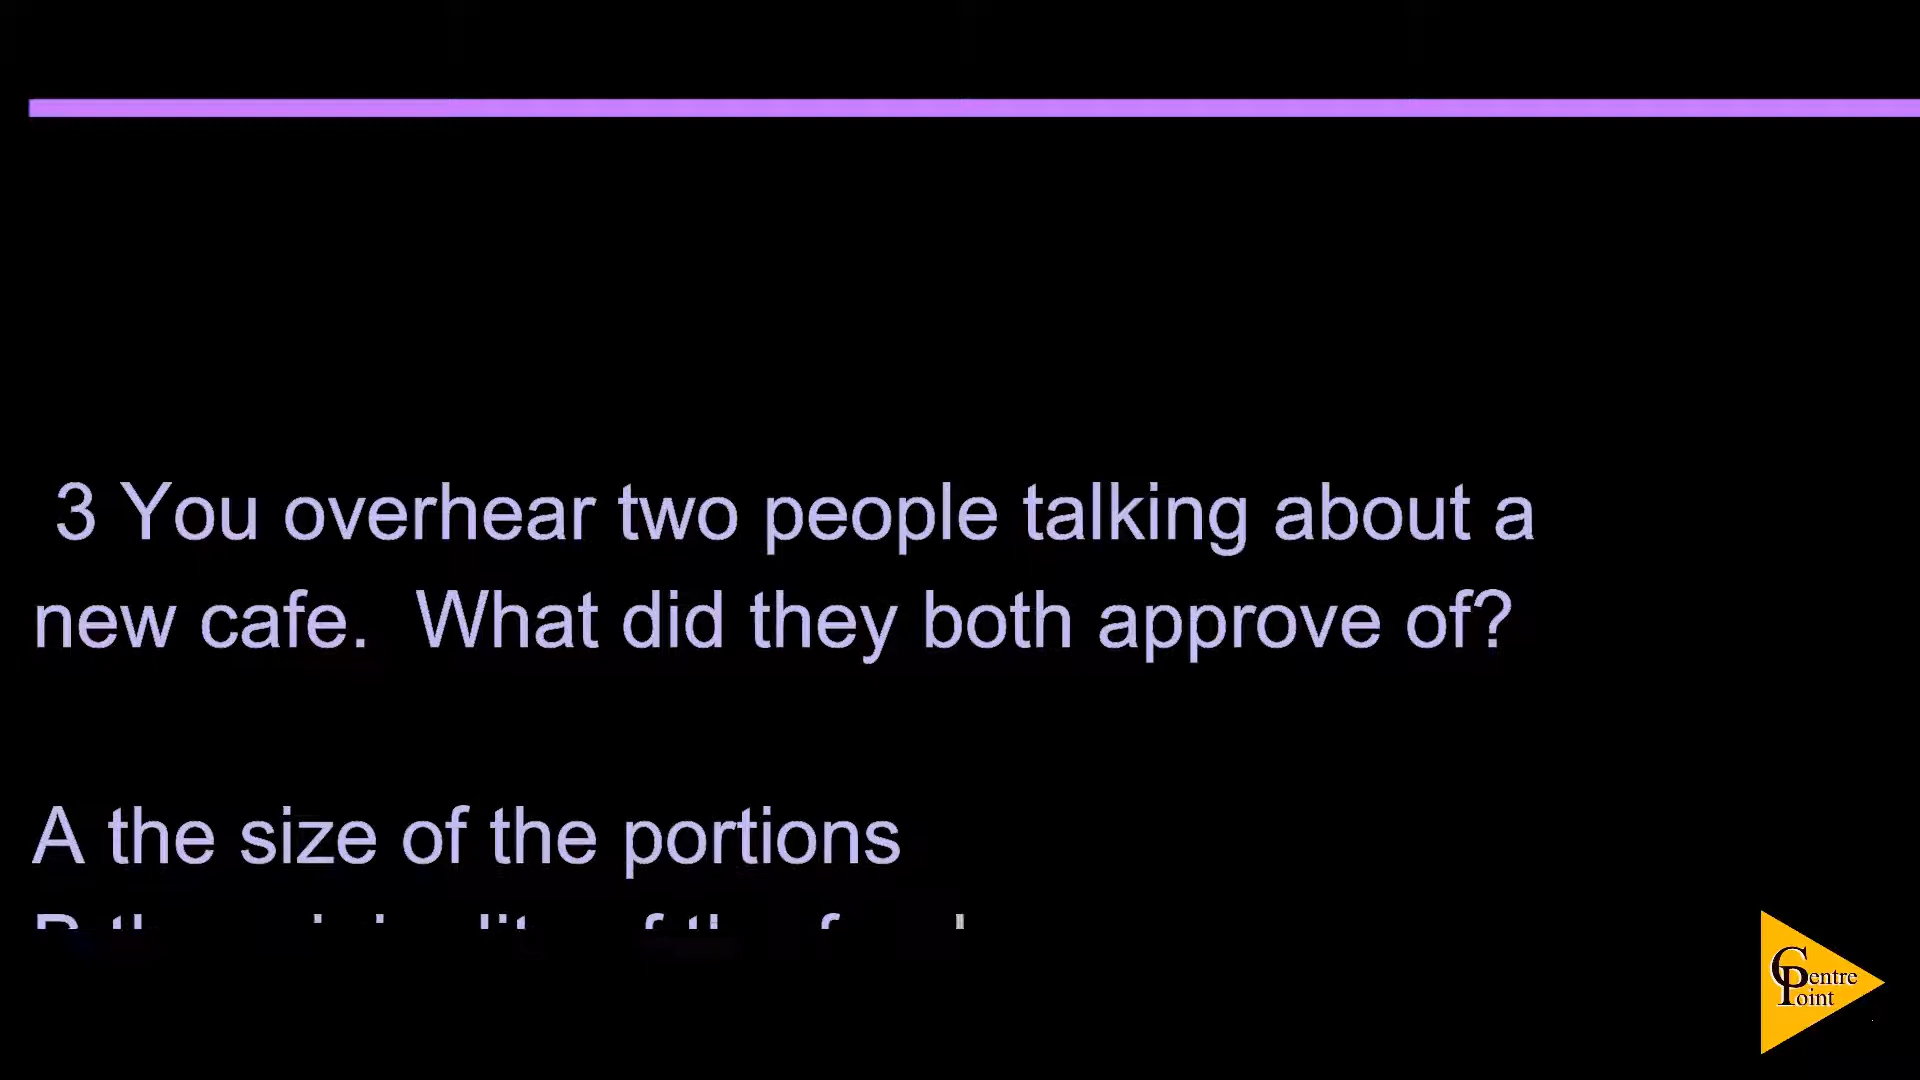 3 You overhear two people talking about a
new cafe.  What did they both approve of?
A the size of the portions
Centre
Point